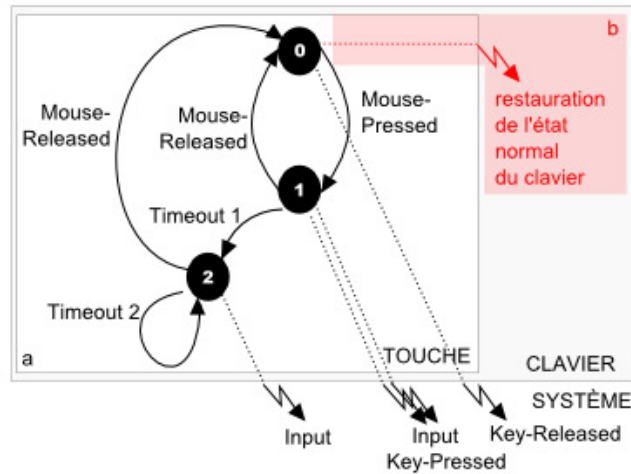 0
b
Mouse-
Released
Mouse-
Released
Mouse-
Pressed
restauration
de l'état
normal
du clavier
1
Timeout 1
2
Timeout 2
a
TOUCHE
CLAVIER
SYSTÈME
Input
Input
Key-Pressed
Key-Released